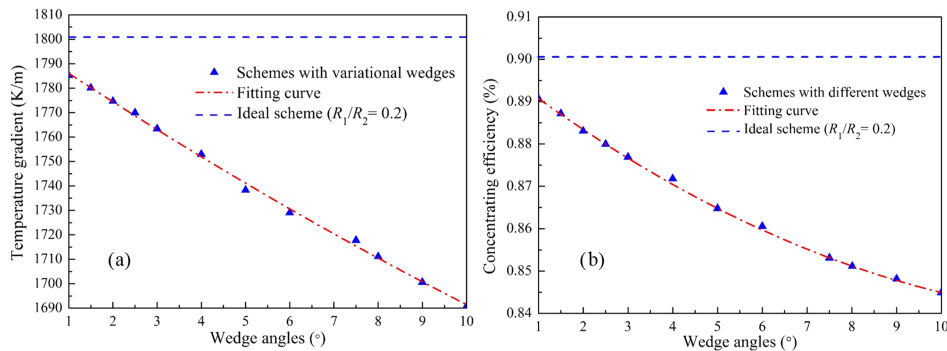 1810
1800
1790
1780
1770
1760
1750
1740
1730
1720
1710
1700
1690
Temperature gradient (K/m)
Schemes with variational wedges
Fitting curve
Ideal scheme (R1/R2= 0.2)
(a)
1 2 3 4 5 6 7 8 9 10
Wedge angles (°)
0.91
0.90
0.89
0.88
0.87
0.86
0.85
0.84
Concentrating efficiency (%)
Schemes with different wedges
Fitting curve
Ideal scheme (R1/R2= 0.2)
(b)
1 2 3 4 5 6 7 8 9 10
Wedge angles (°)